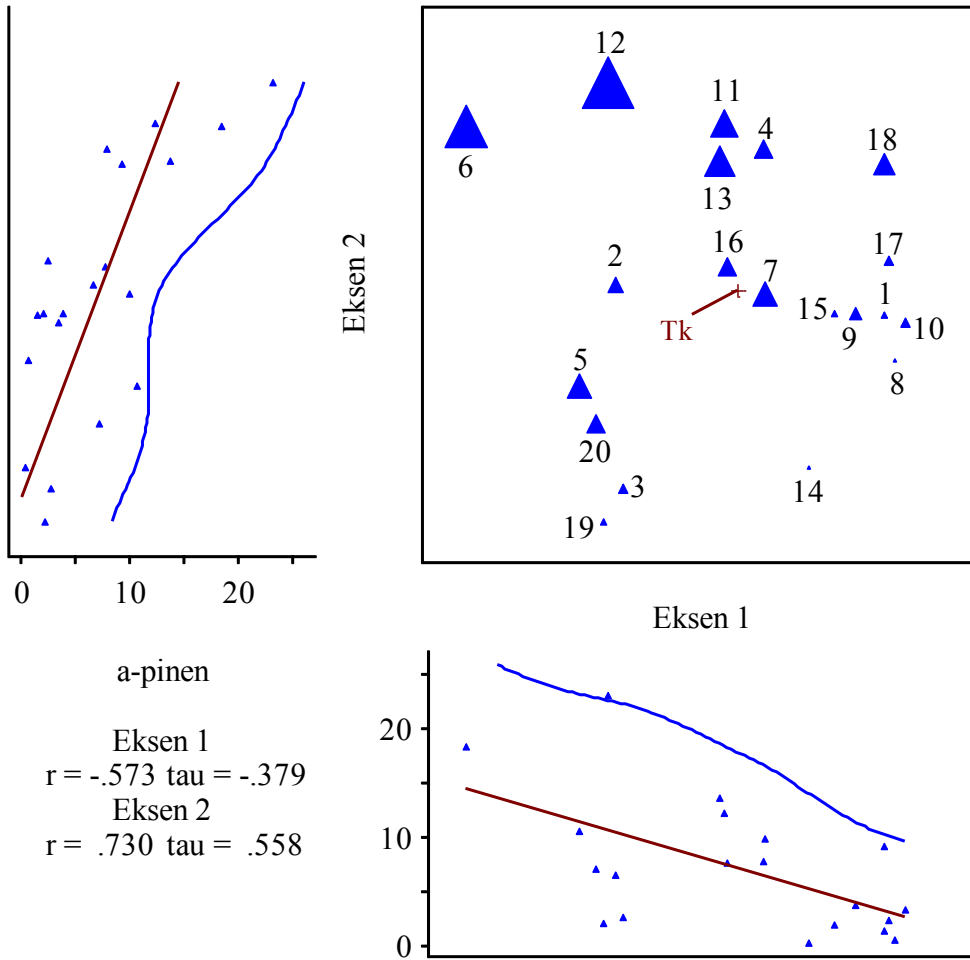 12
11
4
18
6
13
Eksen 2
2
16
7
17
Tk
15
9
1
10
8
5
20
3
14
19
0 10 20
Eksen 1
a-pinen
Eksen 1
r = -.573 tau = -.379
Eksen 2
r = .730 tau = .558
20
10
0